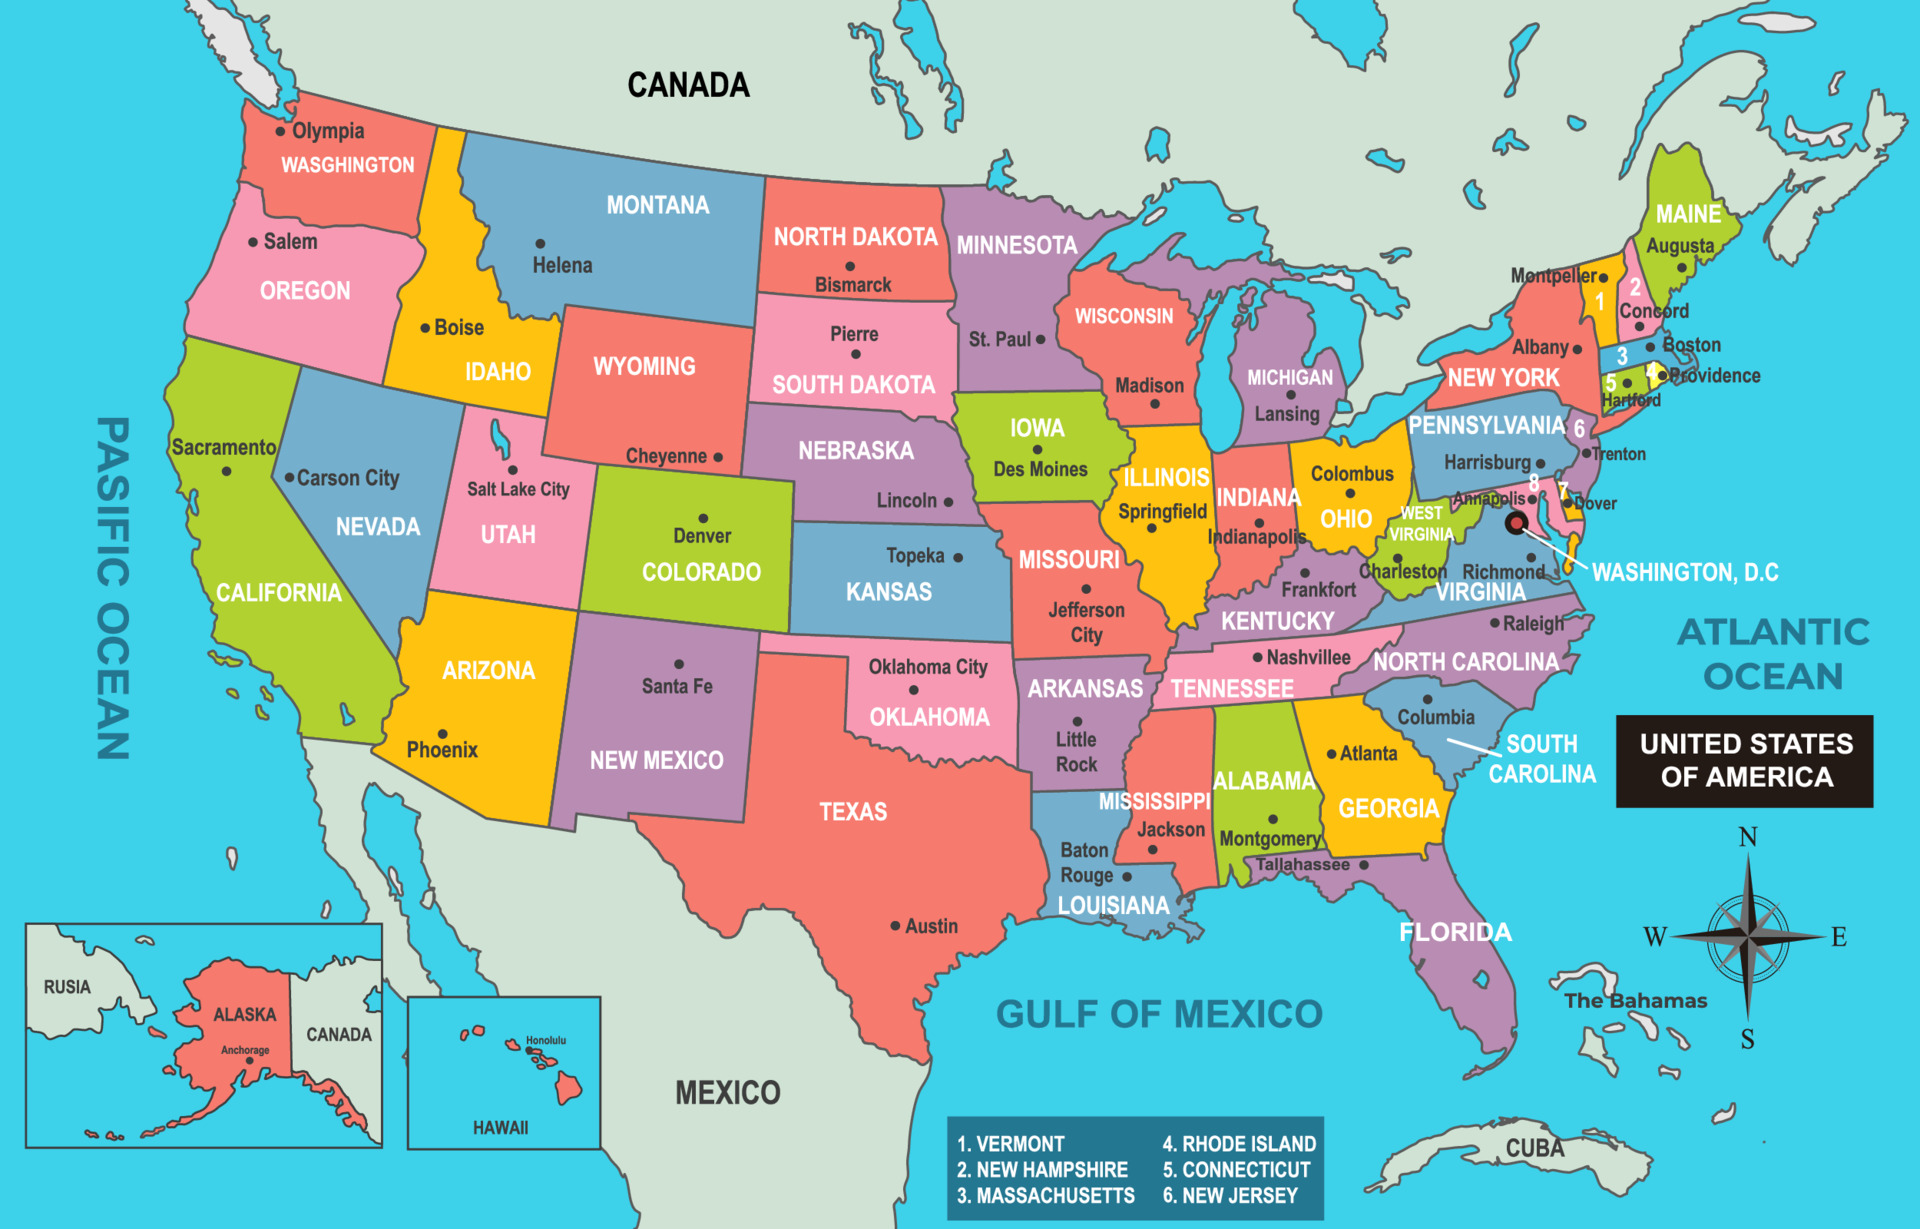 CANADA
Olympia
WASGHINGTON
Salem
OREGON
MONTANA
Helena
Boise
IDAHO
NORTH DAKOTA
Bismarck
MINNESOTA
St. Paul
WYOMING
Cheyenne
Pierre
SOUTH DAKOTA
WISCONSIN
Madison
MICHIGAN
Lansing
MAINE
Augusta
Montpelier
1
2
Concord
Albany
NEW YORK
3
Boston
4
Providence
5
Hartford
PENNSYLVANIA
Harrisburg
6
Trenton
8
Annapolis
7
Dover
PASIFIC OCEAN
Sacramento
CALIFORNIA
Carson City
NEVADA
Salt Lake City
UTAH
Denver
COLORADO
NEBRASKA
Lincoln
IOWA
Des Moines
ILLINOIS
Springfield
INDIANA
Indianapolis
Colombus
OHIO
WEST
VIRGINIA
Charleston
Richmond
VIRGINIA
WASHINGTON, D.C
Topeka
KANSAS
MISSOURI
Jefferson
City
Frankfort
KENTUCKY
Raleigh
NORTH CAROLINA
Nashvillee
TENNESSEE
ATLANTIC
OCEAN
ARIZONA
Phoenix
Santa Fe
NEW MEXICO
Oklahoma City
OKLAHOMA
ARKANSAS
Little
Rock
TEXAS
Austin
MISSISSIPPI
Jackson
ALABAMA
Montgomery
Atlanta
GEORGIA
Columbia
SOUTH
CAROLINA
UNITED STATES
OF AMERICA
Baton
Rouge
LOUISIANA
Tallahassee
FLORIDA
N
W
E
S
The Bahamas
GULF OF MEXICO
MEXICO
CUBA
RUSIA
ALASKA
Anchorage
CANADA
Honolulu
HAWAII
1. VERMONT
2. NEW HAMPSHIRE
3. MASSACHUSETTS
4. RHODE ISLAND
5. CONNECTICUT
6. NEW JERSEY